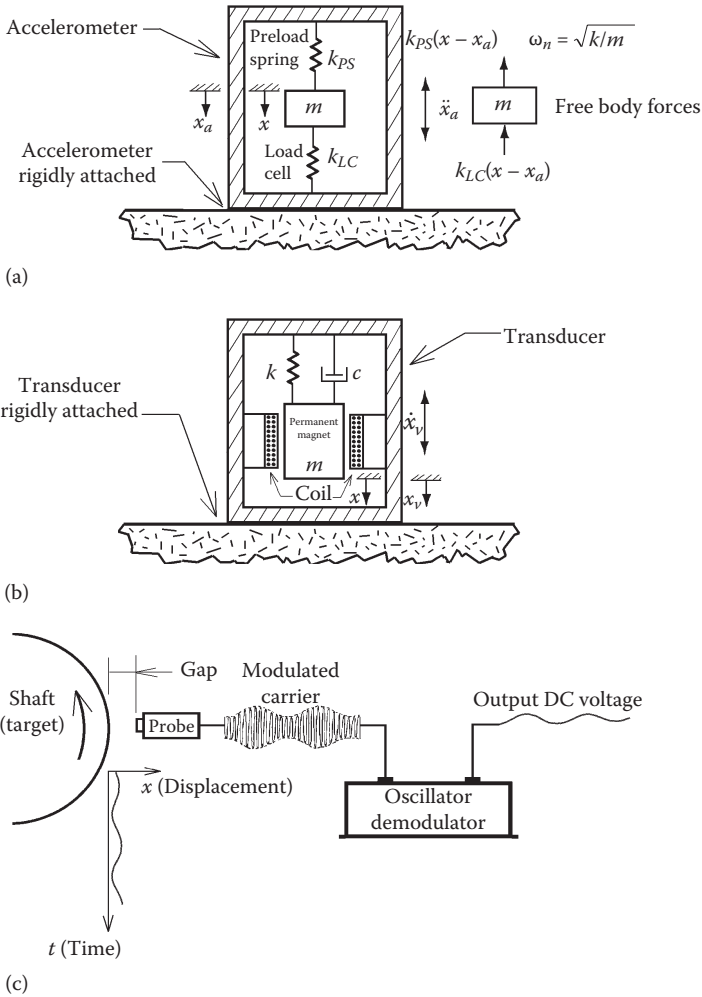 Accelerometer
Preload
spring
k_PS
k_PS(x – x_a)
ω_n = √k/m
m
ẍ_a
m
Free body forces
x_a
x
Accelerometer
rigidly attached
Load
cell
k_LC
k_LC(x – x_a)
(a)
Transducer
k
c
Transducer
rigidly attached
Permanent
magnet
m
ẋ_v
Coil
x
x_v
(b)
Gap
Modulated
carrier
Shaft
(target)
Probe
Output DC voltage
x (Displacement)
Oscillator
demodulator
t (Time)
(c)